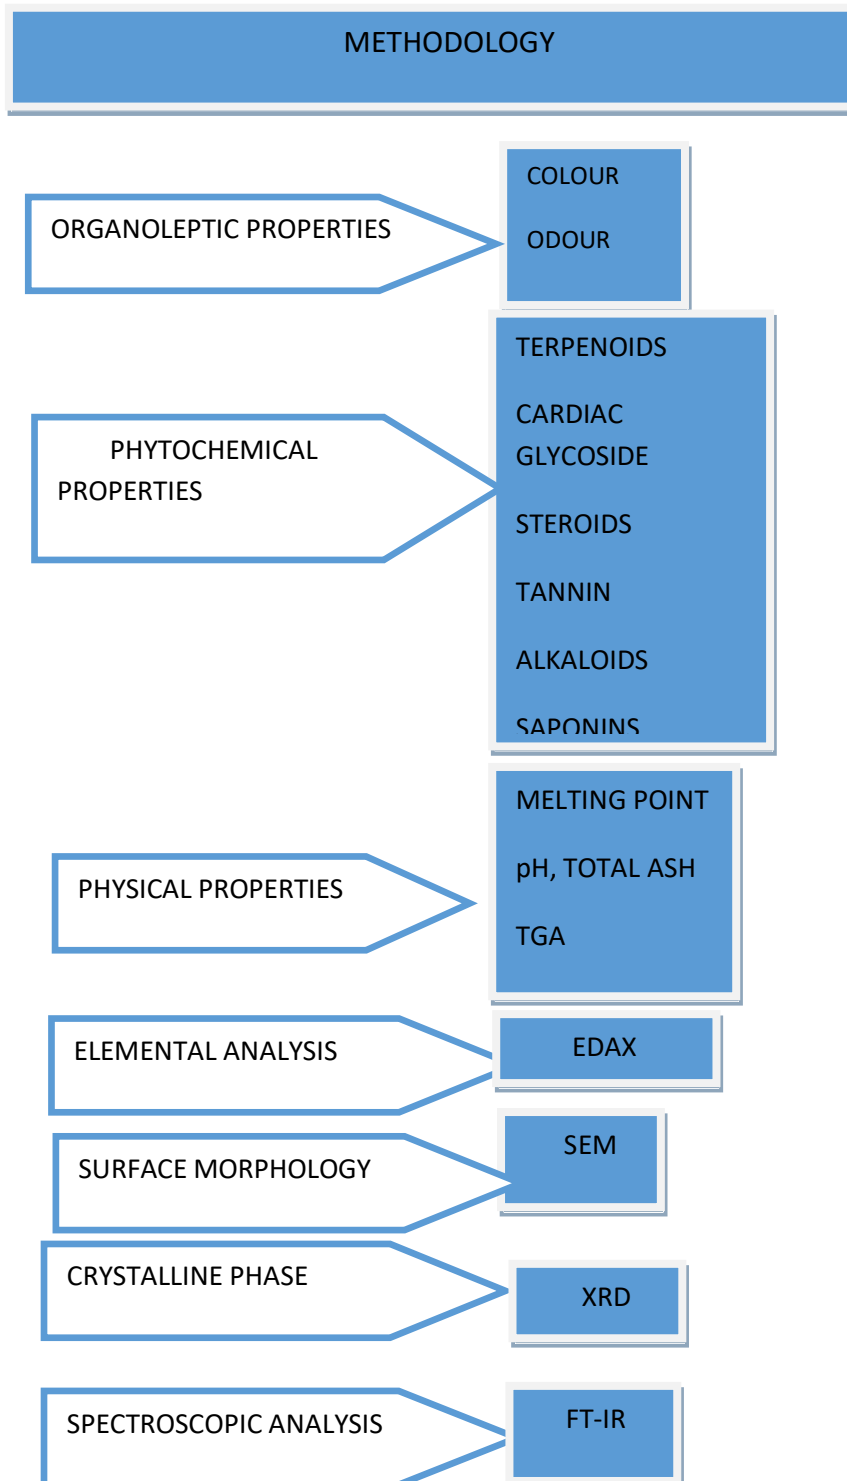 METHODOLOGY
ORGANOLEPTIC PROPERTIES
COLOUR
ODOUR
PHYTOCHEMICAL
PROPERTIES
TERPENOIDS
CARDIAC
GLYCOSIDE
STEROIDS
TANNIN
ALKALOIDS
SAPONINS
PHYSICAL PROPERTIES
MELTING POINT
pH, TOTAL ASH
TGA
ELEMENTAL ANALYSIS
EDAX
SURFACE MORPHOLOGY
SEM
CRYSTALLINE PHASE
XRD
SPECTROSCOPIC ANALYSIS
FT-IR